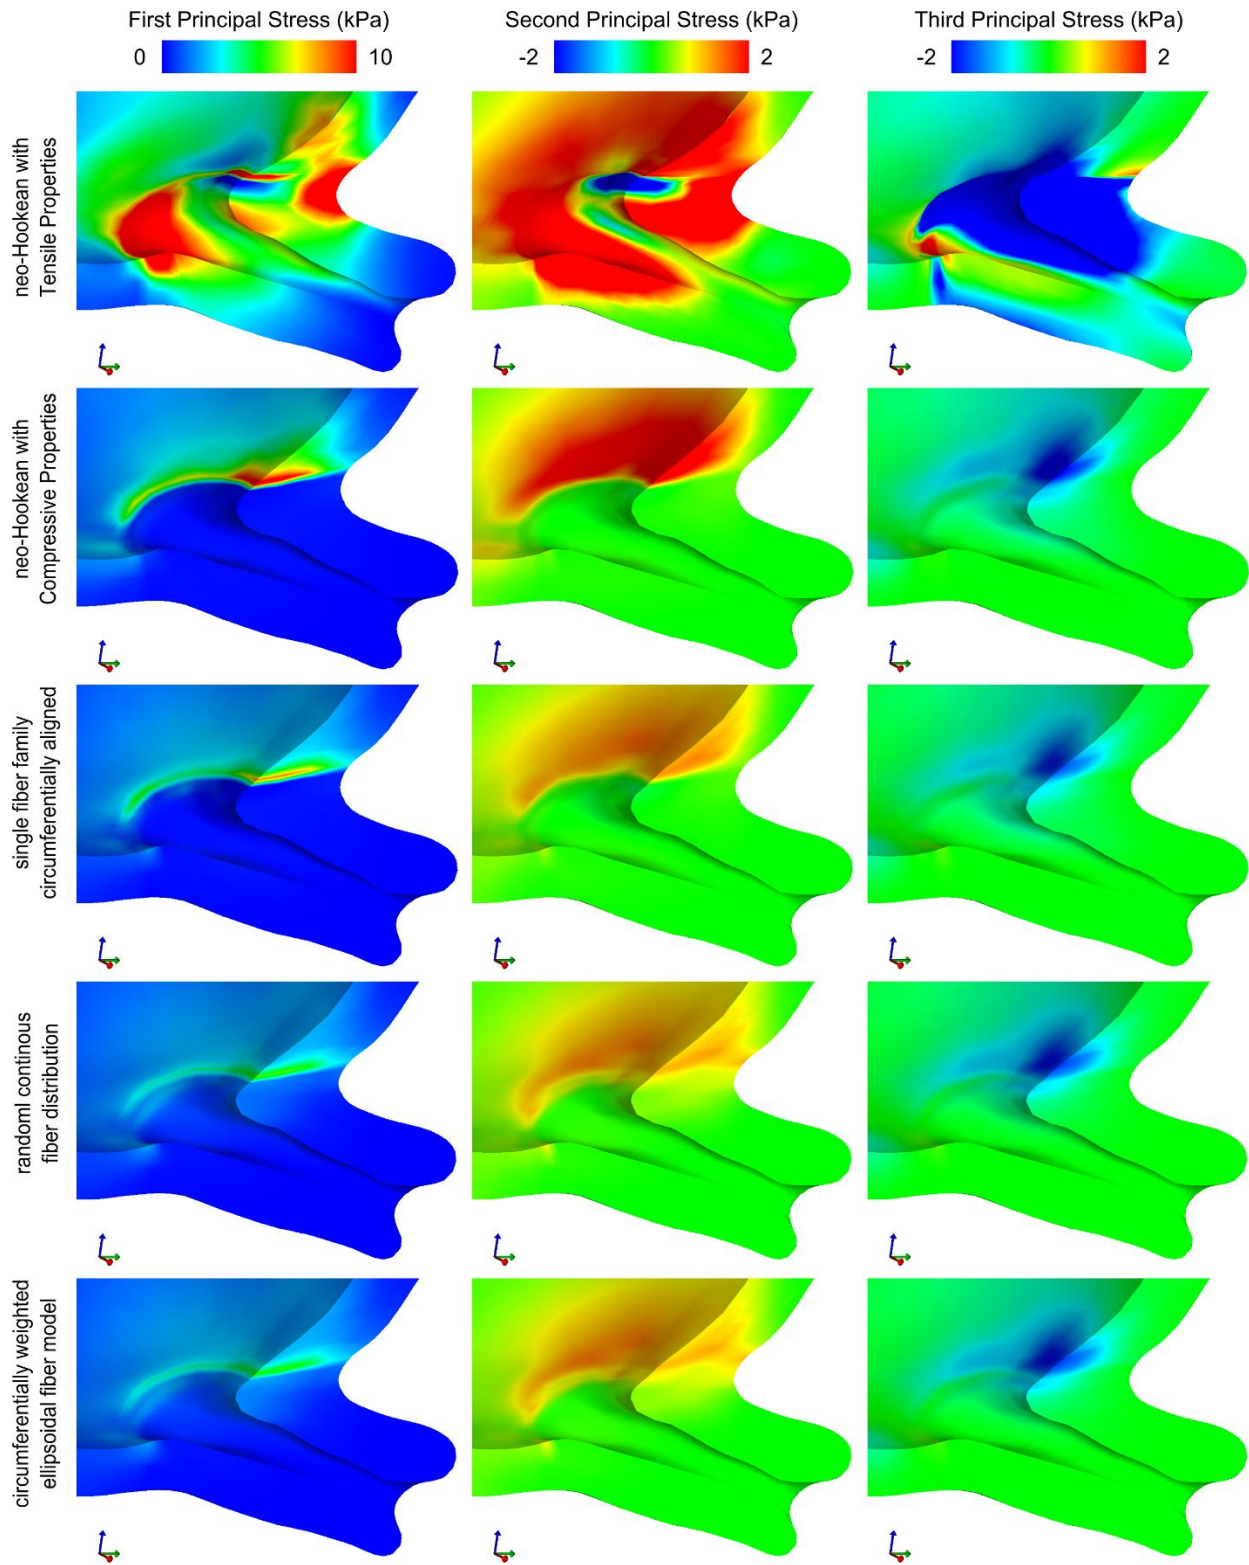 First Principal Stress (kPa)
Second Principal Stress (kPa)
Third Principal Stress (kPa)
0
10
-2
2
-2
2
neo-Hookean with
Tensile Properties
neo-Hookean with
Compressive Properties
single fiber family
circumferentially aligned
randoml continous
fiber distribution
circumferentially weighted
ellipsoidal fiber model